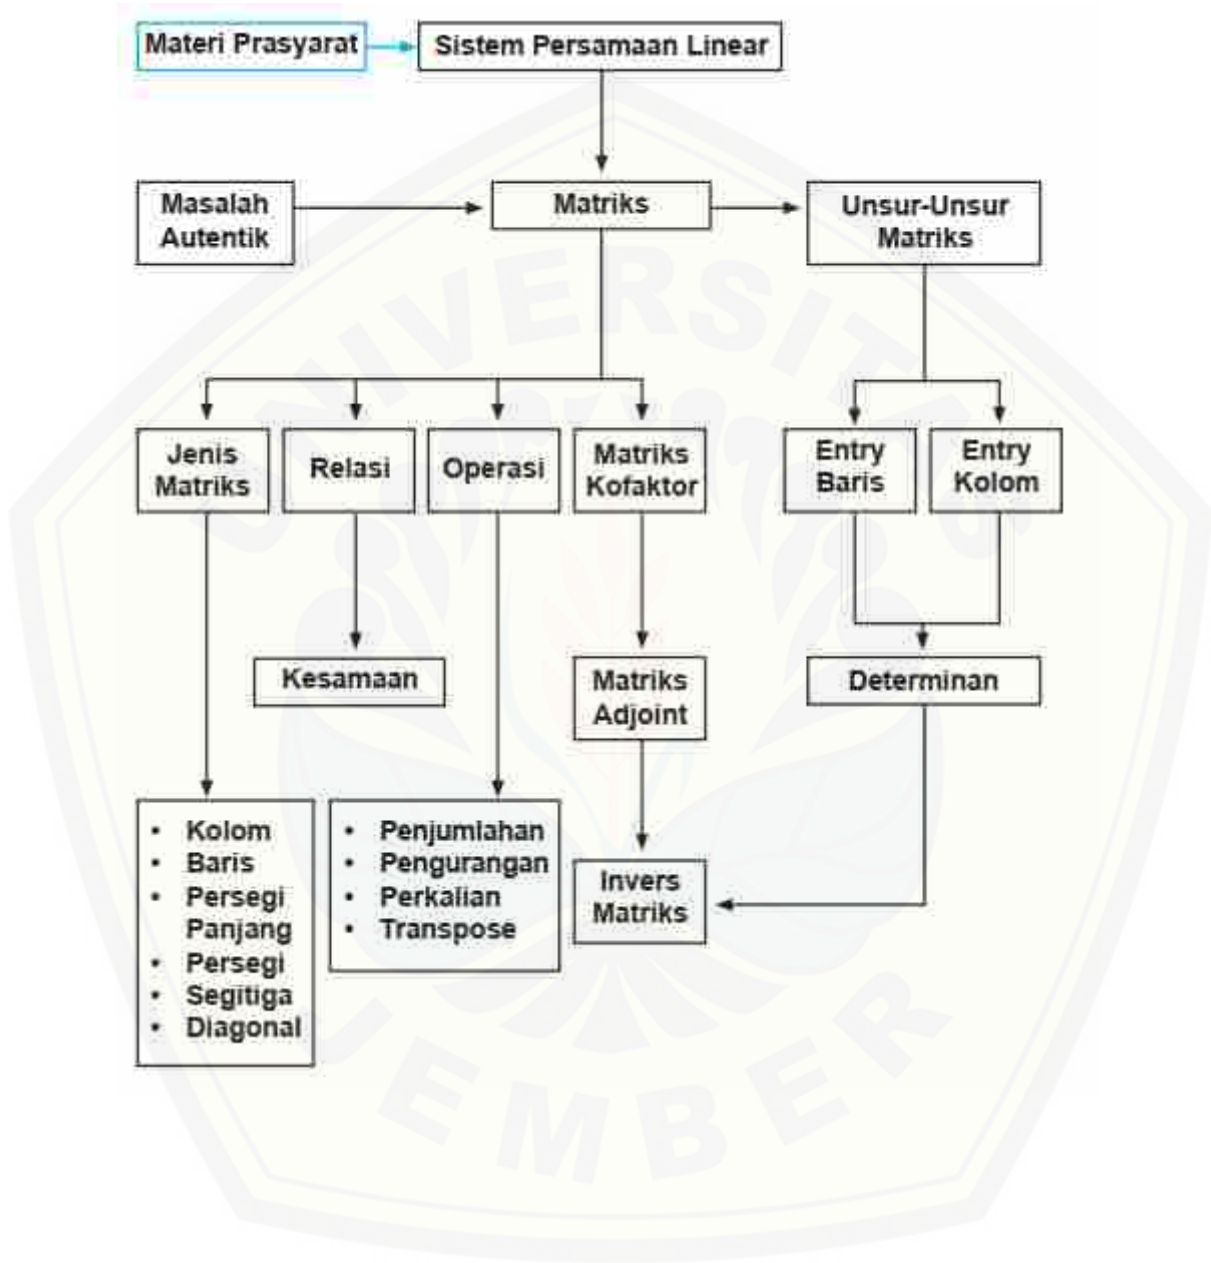 Materi Prasyarat
Sistem Persamaan Linear
Masalah
Autentik
Matriks
Unsur-Unsur
Matriks
Jenis
Matriks
Relasi
Operasi
Matriks
Kofaktor
Entry
Baris
Entry
Kolom
Kesamaan
Matriks
Adjoint
Determinan
• Kolom
• Baris
• Persegi
Panjang
• Persegi
• Segitiga
• Diagonal
• Penjumlahan
• Pengurangan
• Perkalian
• Transpose
Invers
Matriks
UNIVERSITAS
JEMBER